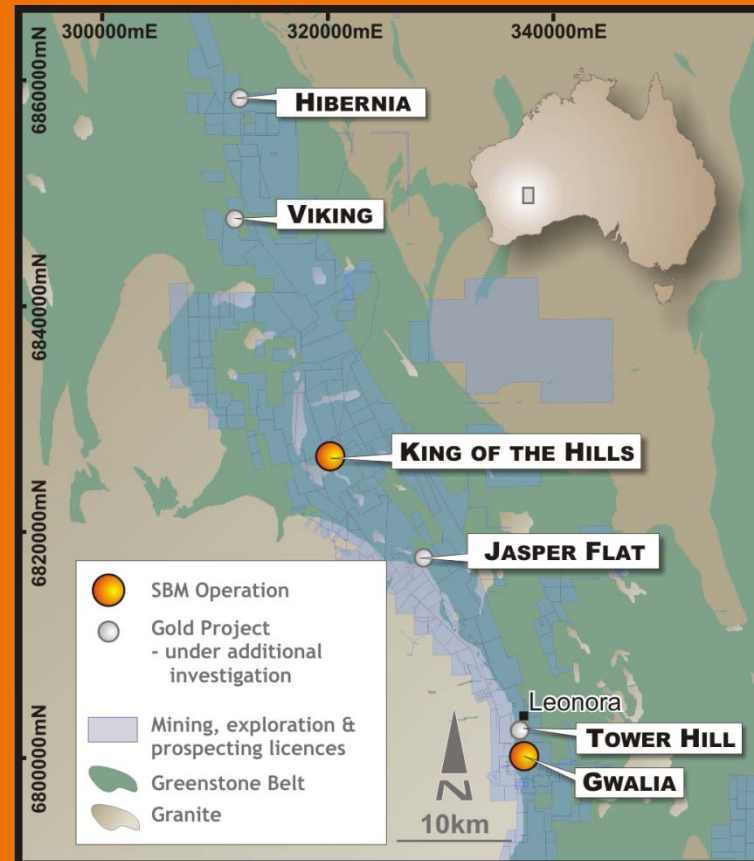 300000mE
320000mE
340000mE
6860000mN
6840000mN
6820000mN
6800000mN
HIBERNIA
VIKING
KING OF THE HILLS
JASPER FLAT
Leonora
TOWER HILL
GWALIA
SBM Operation
Gold Project
- under additional
investigation
Mining, exploration &
prospecting licences
Greenstone Belt
Granite
N
10km